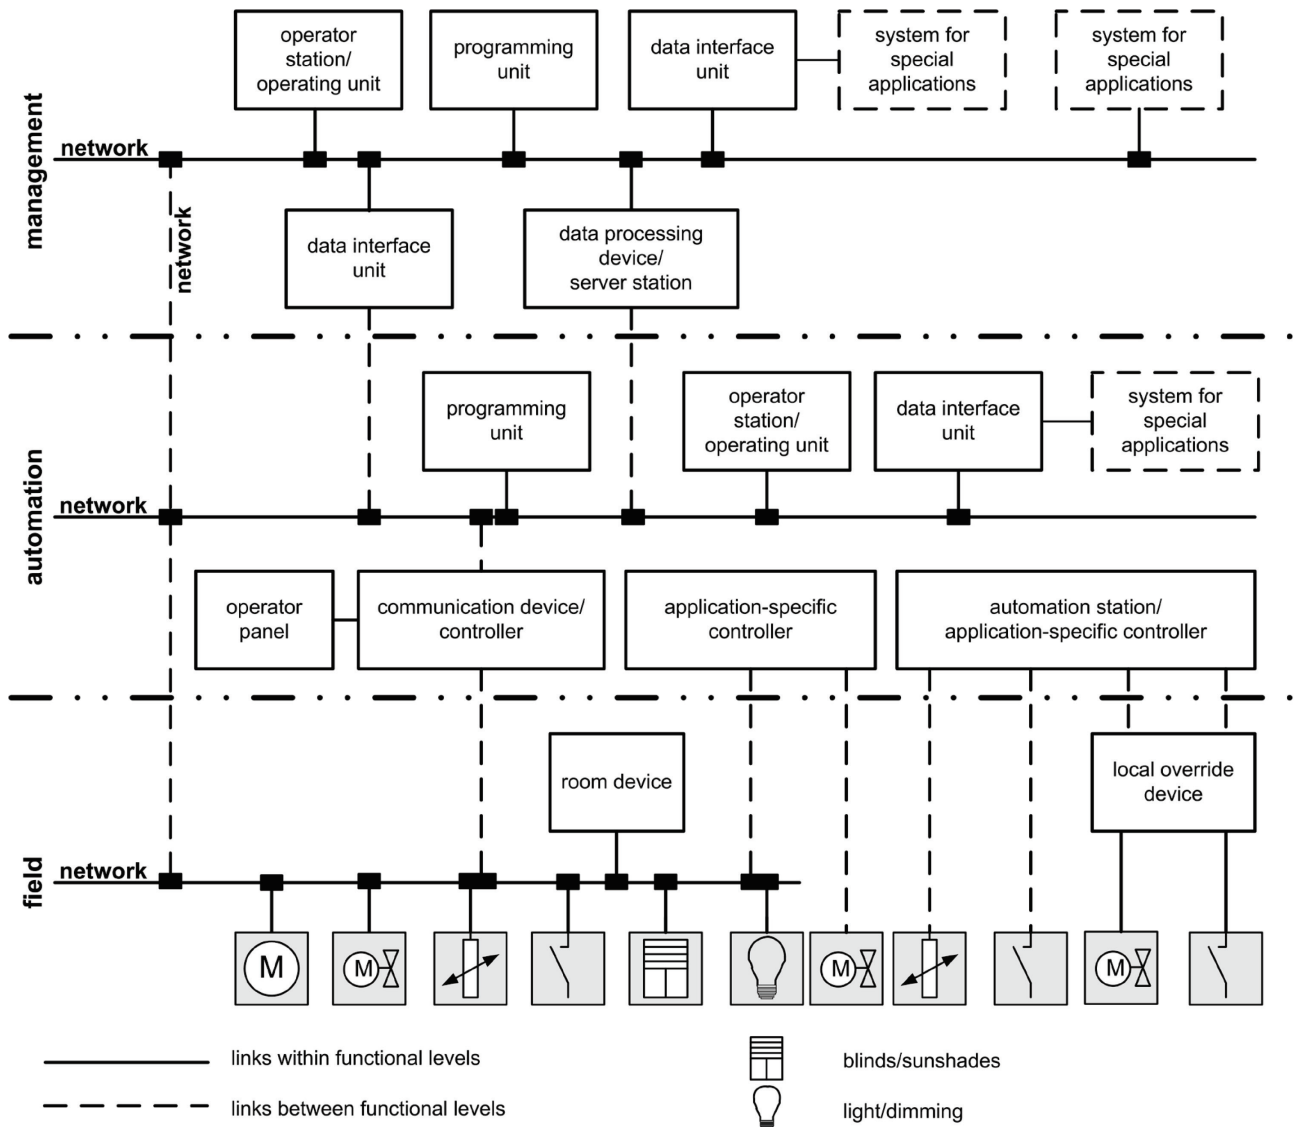 operator
station/
operating unit
programming
unit
data interface
unit
system for
special
applications
system for
special
applications
management
network
network
data interface
unit
data processing
device/
server station
programming
unit
operator
station/
operating unit
data interface
unit
system for
special
applications
automation
network
operator
panel
communication device/
controller
application-specific
controller
automation station/
application-specific controller
room device
local override
device
field
network
M
M
M
M
links within functional levels
blinds/sunshades
links between functional levels
light/dimming